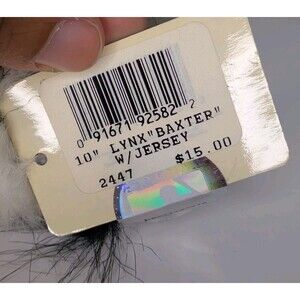 0 91671 92582 2
10" LYNX"BAXTER"
W/JERSEY
2447 $15.00